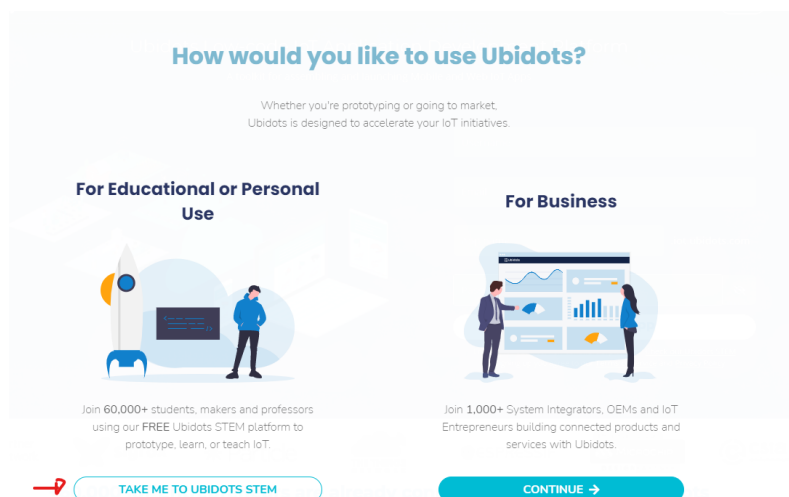 How would you like to use Ubidots?
Whether you're prototyping or going to market,
Ubidots is designed to accelerate your IoT initiatives.
For Educational or Personal
Use
Join 60,000+ students, makers and professors
using our FREE Ubidots STEM platform to
prototype, learn, or teach IoT.
TAKE ME TO UBIDOTS STEM
For Business
Join 1,000+ System Integrators, OEMs and IoT
Entrepreneurs building connected products and
services with Ubidots.
CONTINUE →